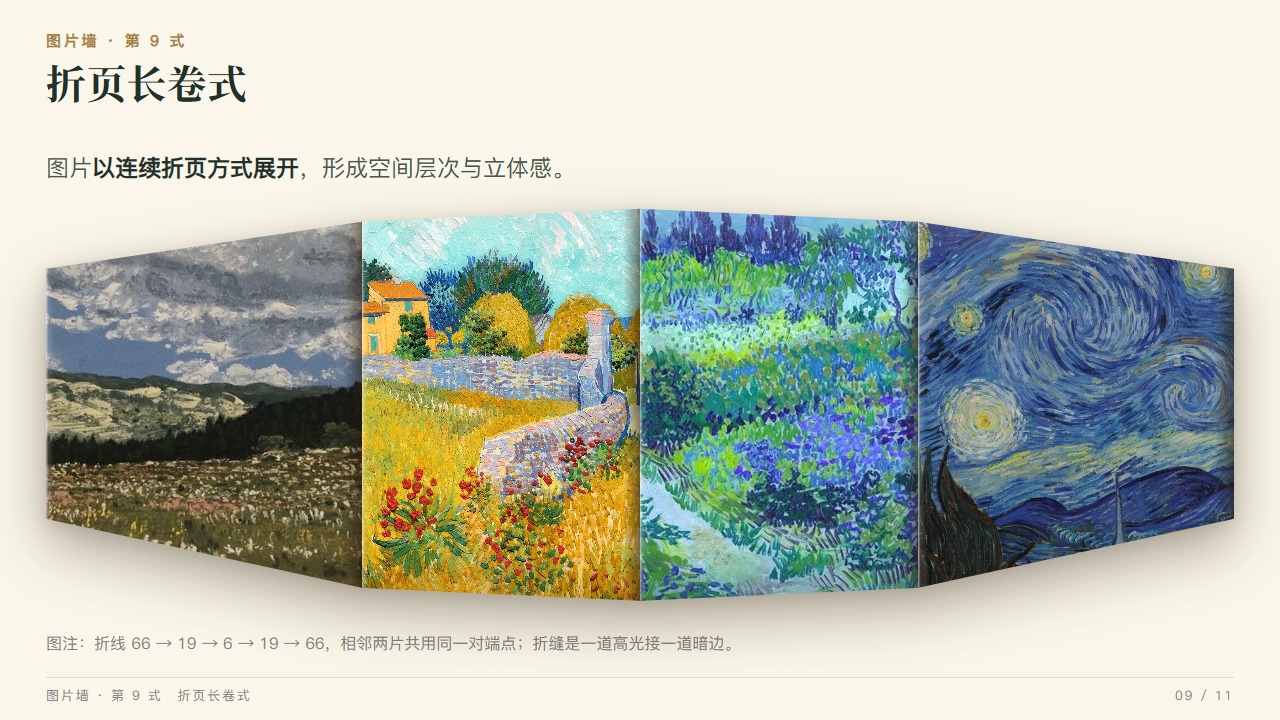 图片墙 · 第 9 式
折页长卷式
图片以连续折页方式展开，形成空间层次与立体感。
图注：折线 66 → 19 → 6 → 19 → 66，相邻两片共用同一对端点；折缝是一道高光接一道暗边。
图片墙 · 第 9 式　折页长卷式
09 / 11